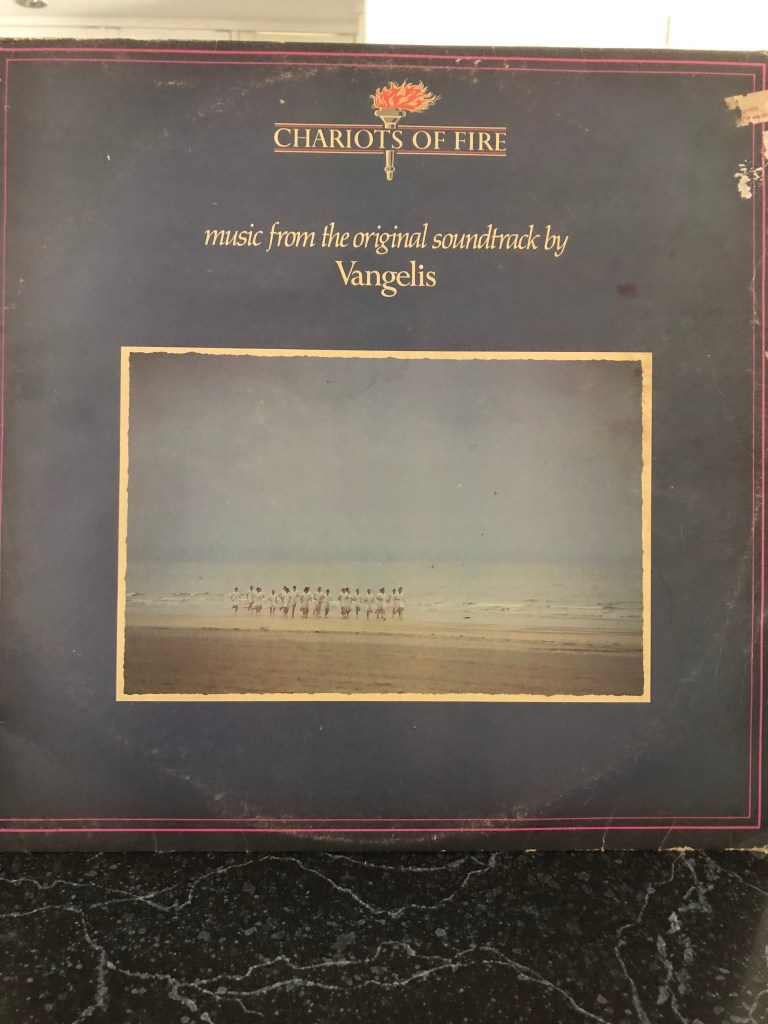 CHARIOTS OF FIRE
music from the original soundtrack by
Vangelis